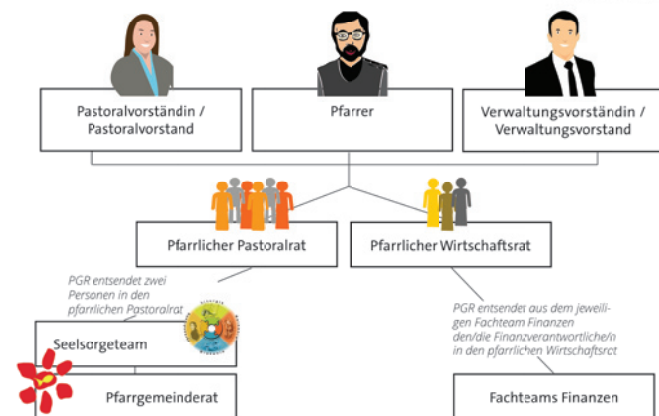 Pastoralvorständin /
Pastoralvorstand
Pfarrer
Verwaltungsvorständin /
Verwaltungsvorstand
Pfarrlicher Pastoralrat
Pfarrlicher Wirtschaftsrat
PGR entsendet zwei
Personen in den
pfarrlichen Pastoralrat
PGR entsendet aus dem jeweili-
gen Fachteam Finanzen
den/die Finanzverantwortliche/n
in den pfarrlichen Wirtschaftsrat
Seelsorgeteam
Pfarrgemeinderat
Fachteams Finanzen